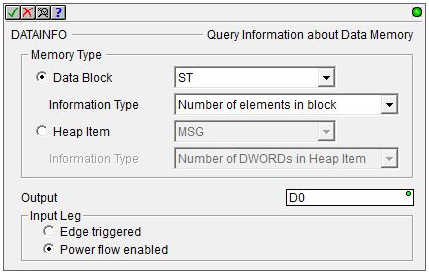 DATAINFO Query Information about Data Memory
Memory Type
Data Block ST
Information Type Number of elements in block
Heap Item MSG
Information Type Number of DWORDs in Heap Item
Output D0
Input Leg
Edge triggered
Power flow enabled